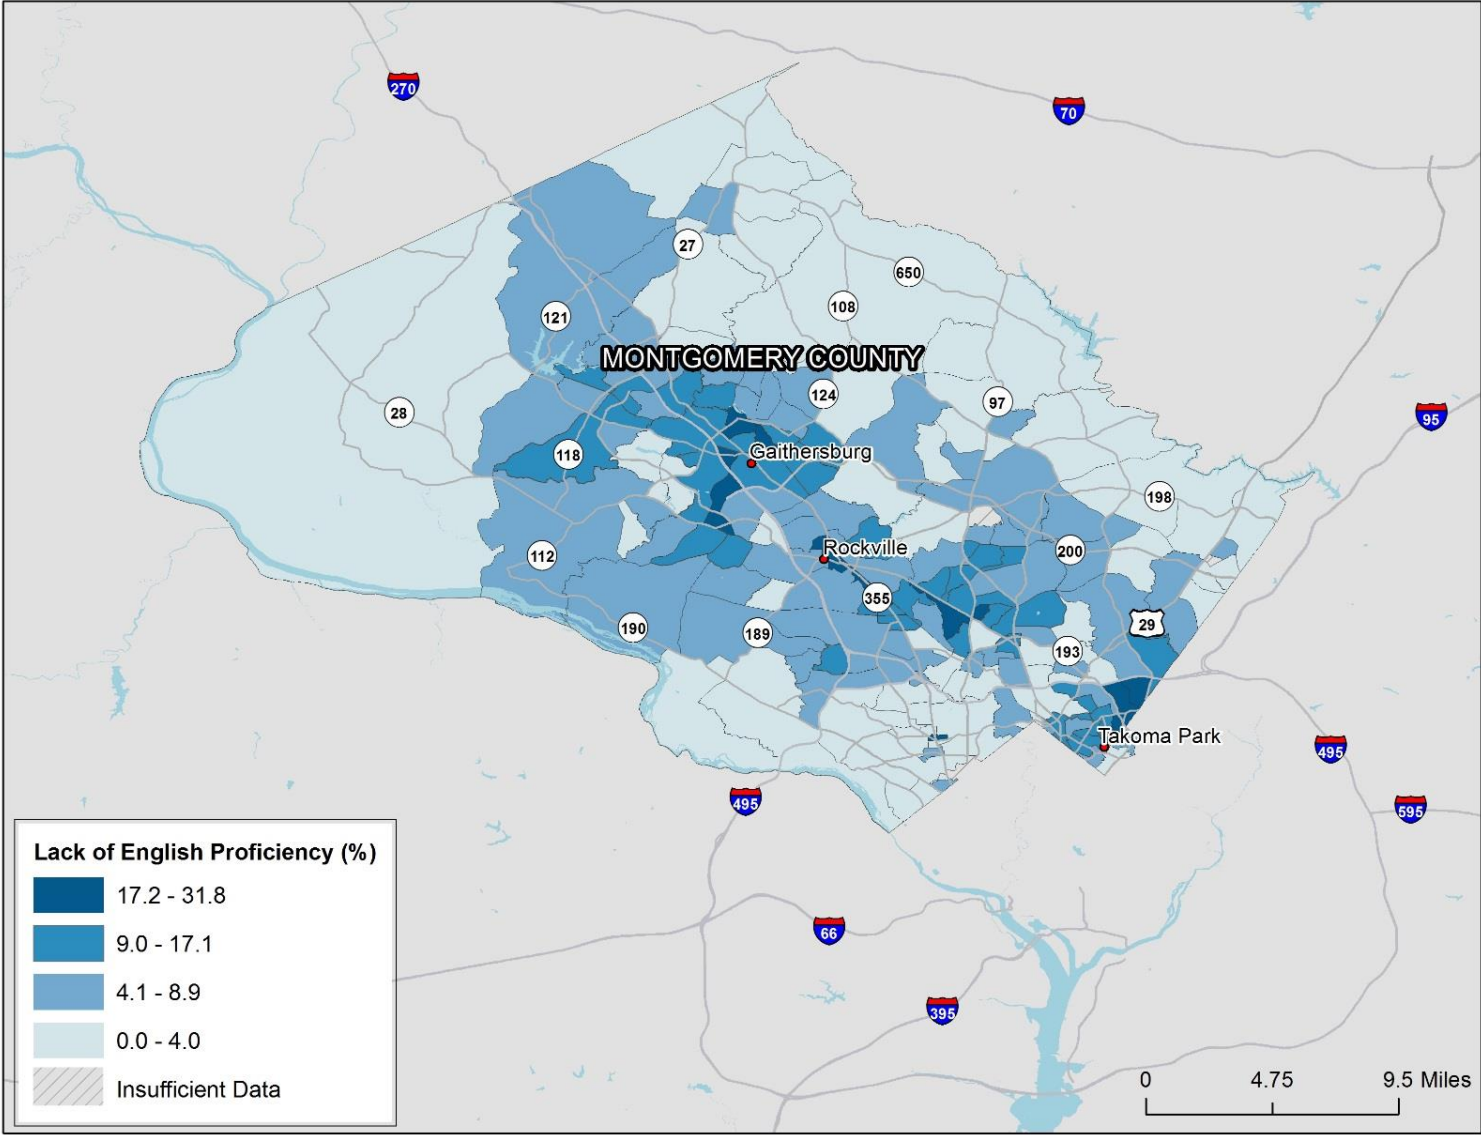 270
70
27
650
108
121
MONTGOMERY COUNTY
124
97
28
95
118
Gaithersburg
198
112
Rockville
200
355
190
189
29
193
Takoma Park
495
495
595
Lack of English Proficiency (%)
17.2 - 31.8
9.0 - 17.1
4.1 - 8.9
0.0 - 4.0
Insufficient Data
66
395
0 4.75 9.5 Miles